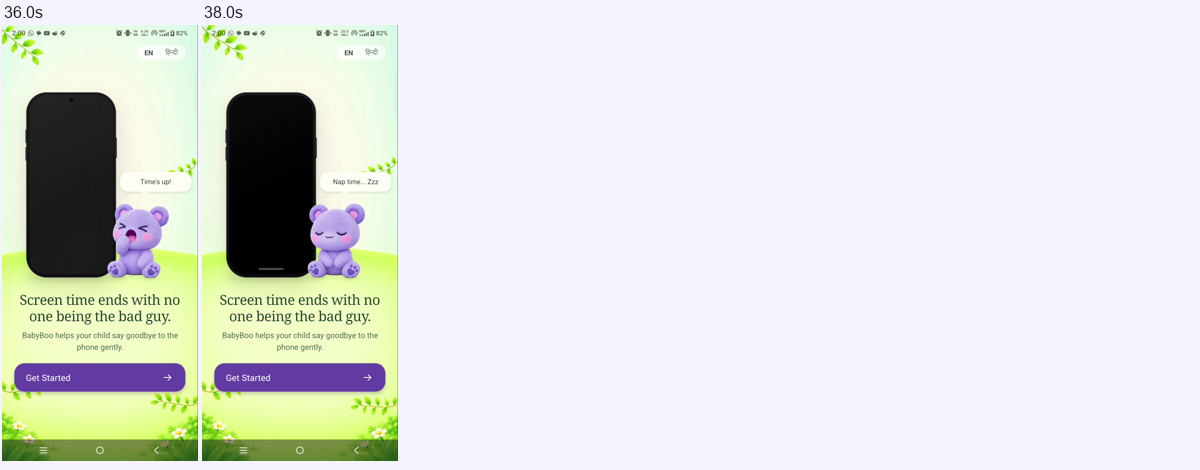 36.0s
2:00
82%
EN हिन्दी
Time's up!
Screen time ends with no
one being the bad guy.
BabyBoo helps your child say goodbye to the
phone gently.
Get Started
38.0s
2:00
82%
EN हिन्दी
Nap time... Zzz
Screen time ends with no
one being the bad guy.
BabyBoo helps your child say goodbye to the
phone gently.
Get Started